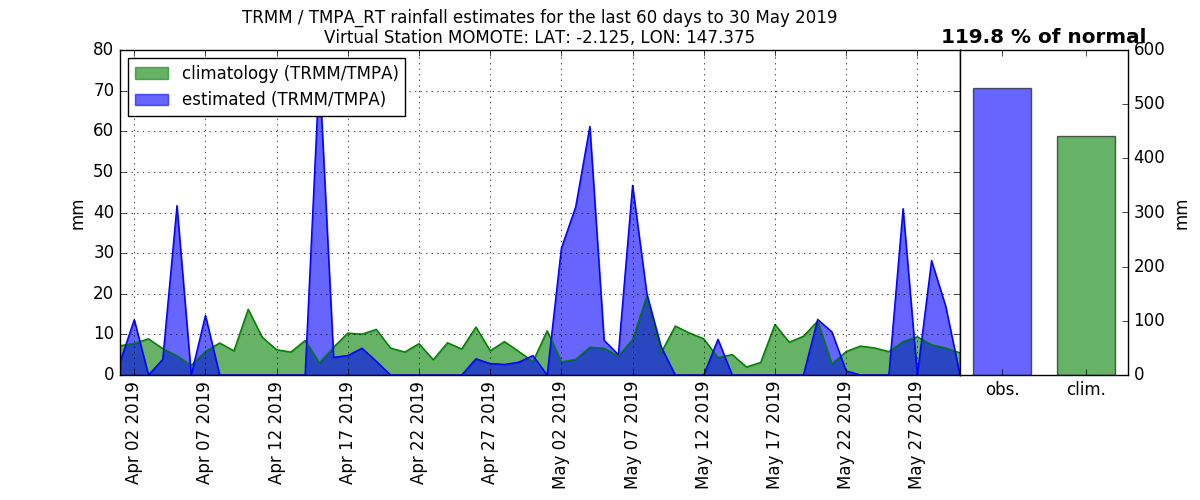 TRMM / TMPA_RT rainfall estimates for the last 60 days to 30 May 2019
Virtual Station MOMOTE: LAT: -2.125, LON: 147.375
119.8 % of normal
climatology (TRMM/TMPA)
estimated (TRMM/TMPA)
80
70
60
50
40
30
20
10
0
mm
Apr 02 2019
Apr 07 2019
Apr 12 2019
Apr 17 2019
Apr 22 2019
Apr 27 2019
May 02 2019
May 07 2019
May 12 2019
May 17 2019
May 22 2019
May 27 2019
obs.
clim.
600
500
400
300
200
100
0
mm